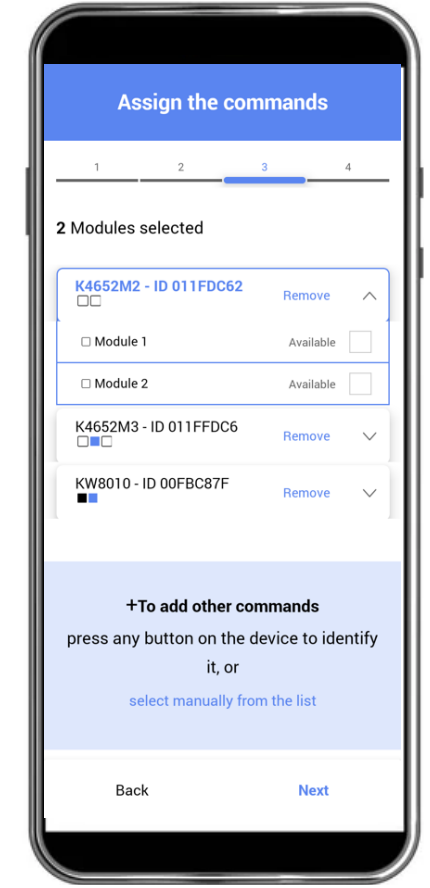 Assign the commands
1 2 3 4
2 Modules selected
K4652M2 - ID 011FDC62
Remove
Module 1 Available
Module 2 Available
K4652M3 - ID 011FFDC6
Remove
KW8010 - ID 00FBC87F
Remove
+To add other commands
press any button on the device to identify
it, or
select manually from the list
Back Next